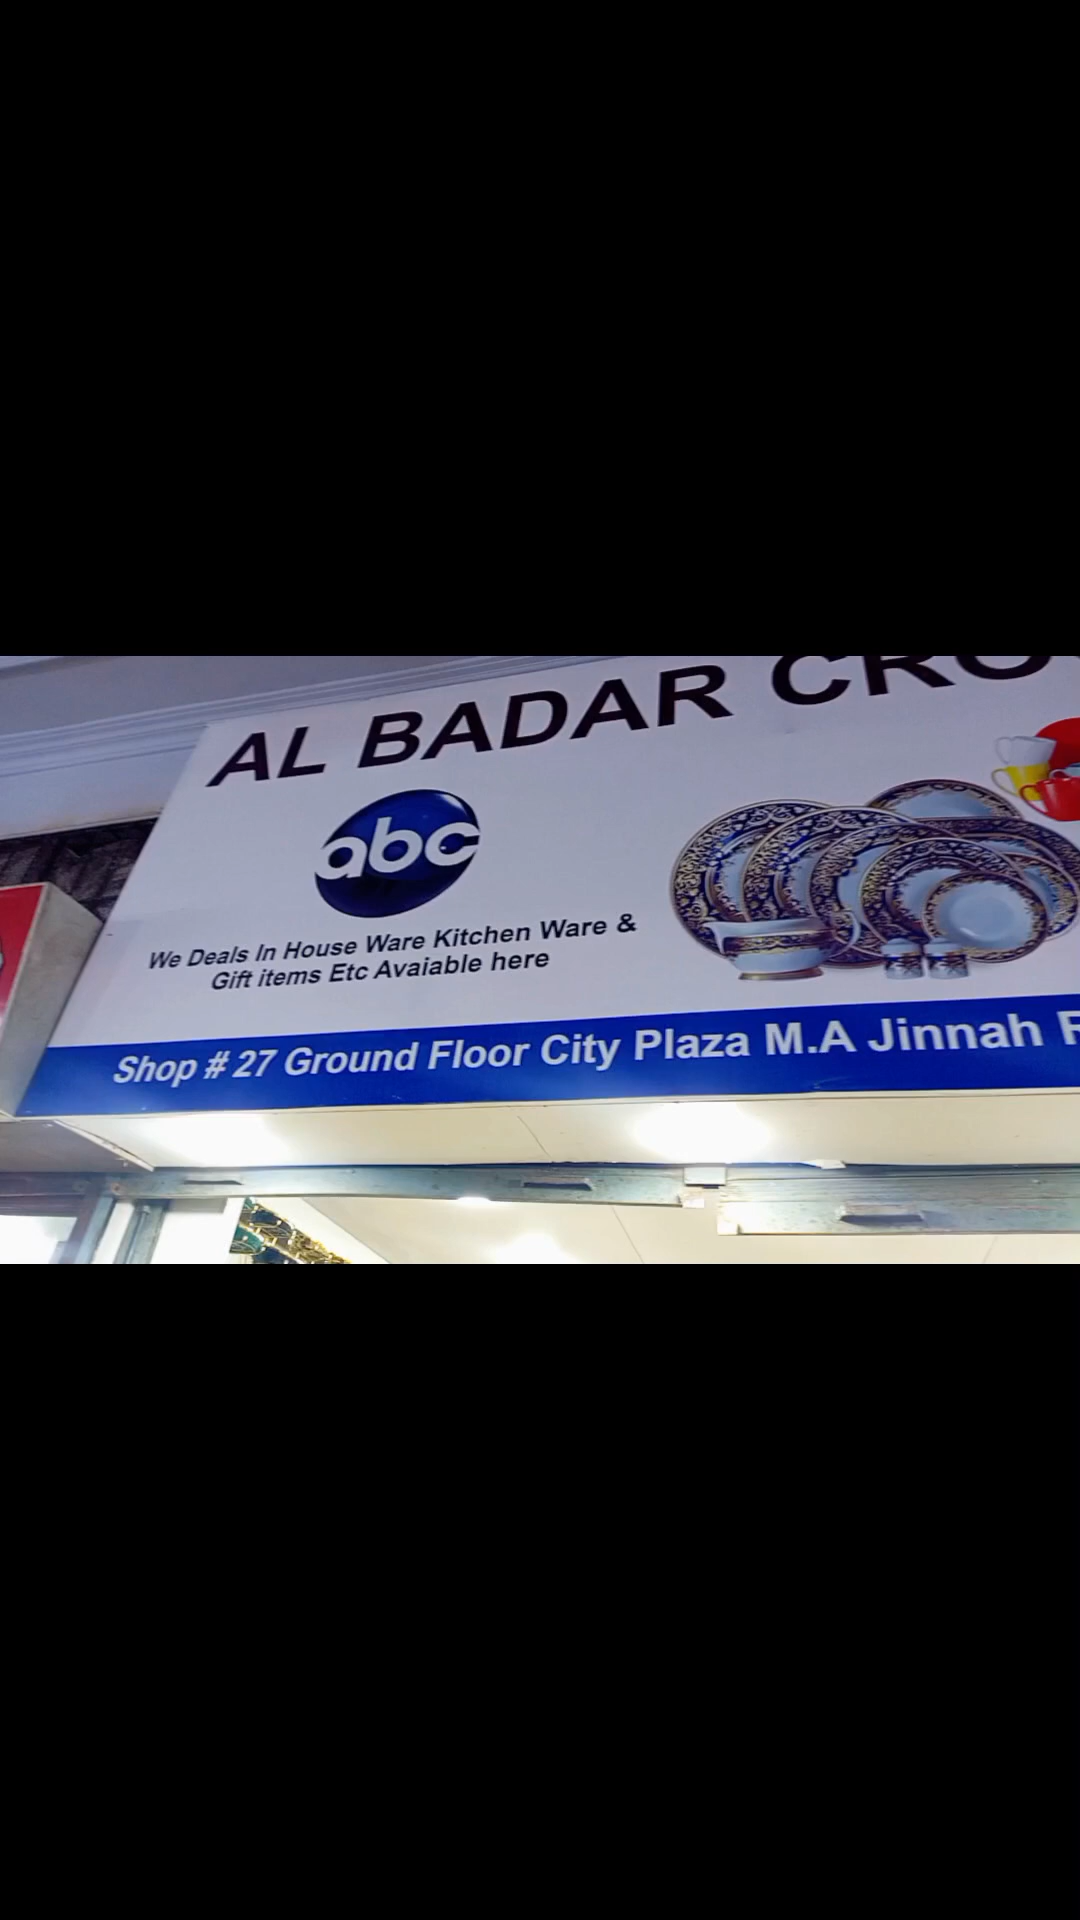 AL BADAR CRO
abc
We Deals In House Ware Kitchen Ware &
Gift items Etc Avaiable here
Shop # 27 Ground Floor City Plaza M.A Jinnah R